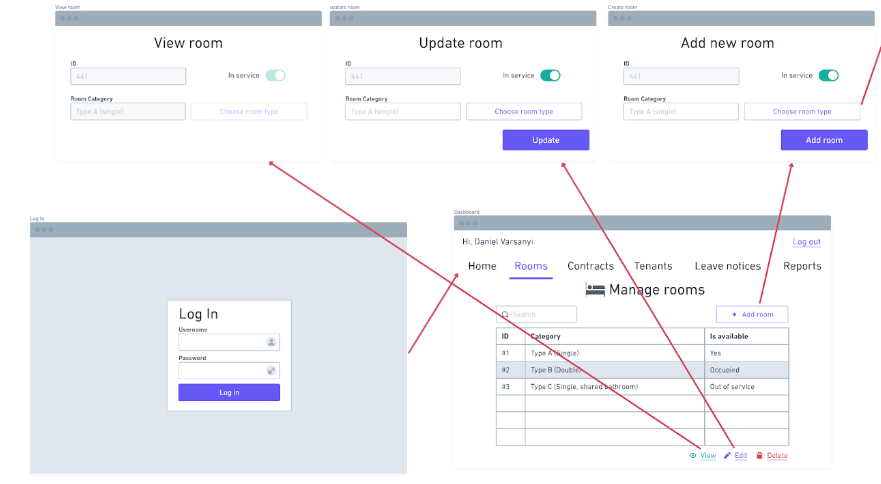 View room
View room
ID
441
In service
Room Category
Type A (single)
Choose room type
update room
Update room
ID
441
In service
Room Category
Type A (single)
Choose room type
Update
Create room
Add new room
ID
441
In service
Room Category
Type A (single)
Choose room type
Add room
Log In
Log In
Username
Password
Log in
Dashboard
Hi, Daniel Varsanyi
Log out
Home Rooms Contracts Tenants Leave notices Reports
Manage rooms
Search
+ Add room
ID Category Is available
#1 Type A (Single) Yes
#2 Type B (Double) Occupied
#3 Type C (Single, shared bathroom) Out of service
View Edit Delete